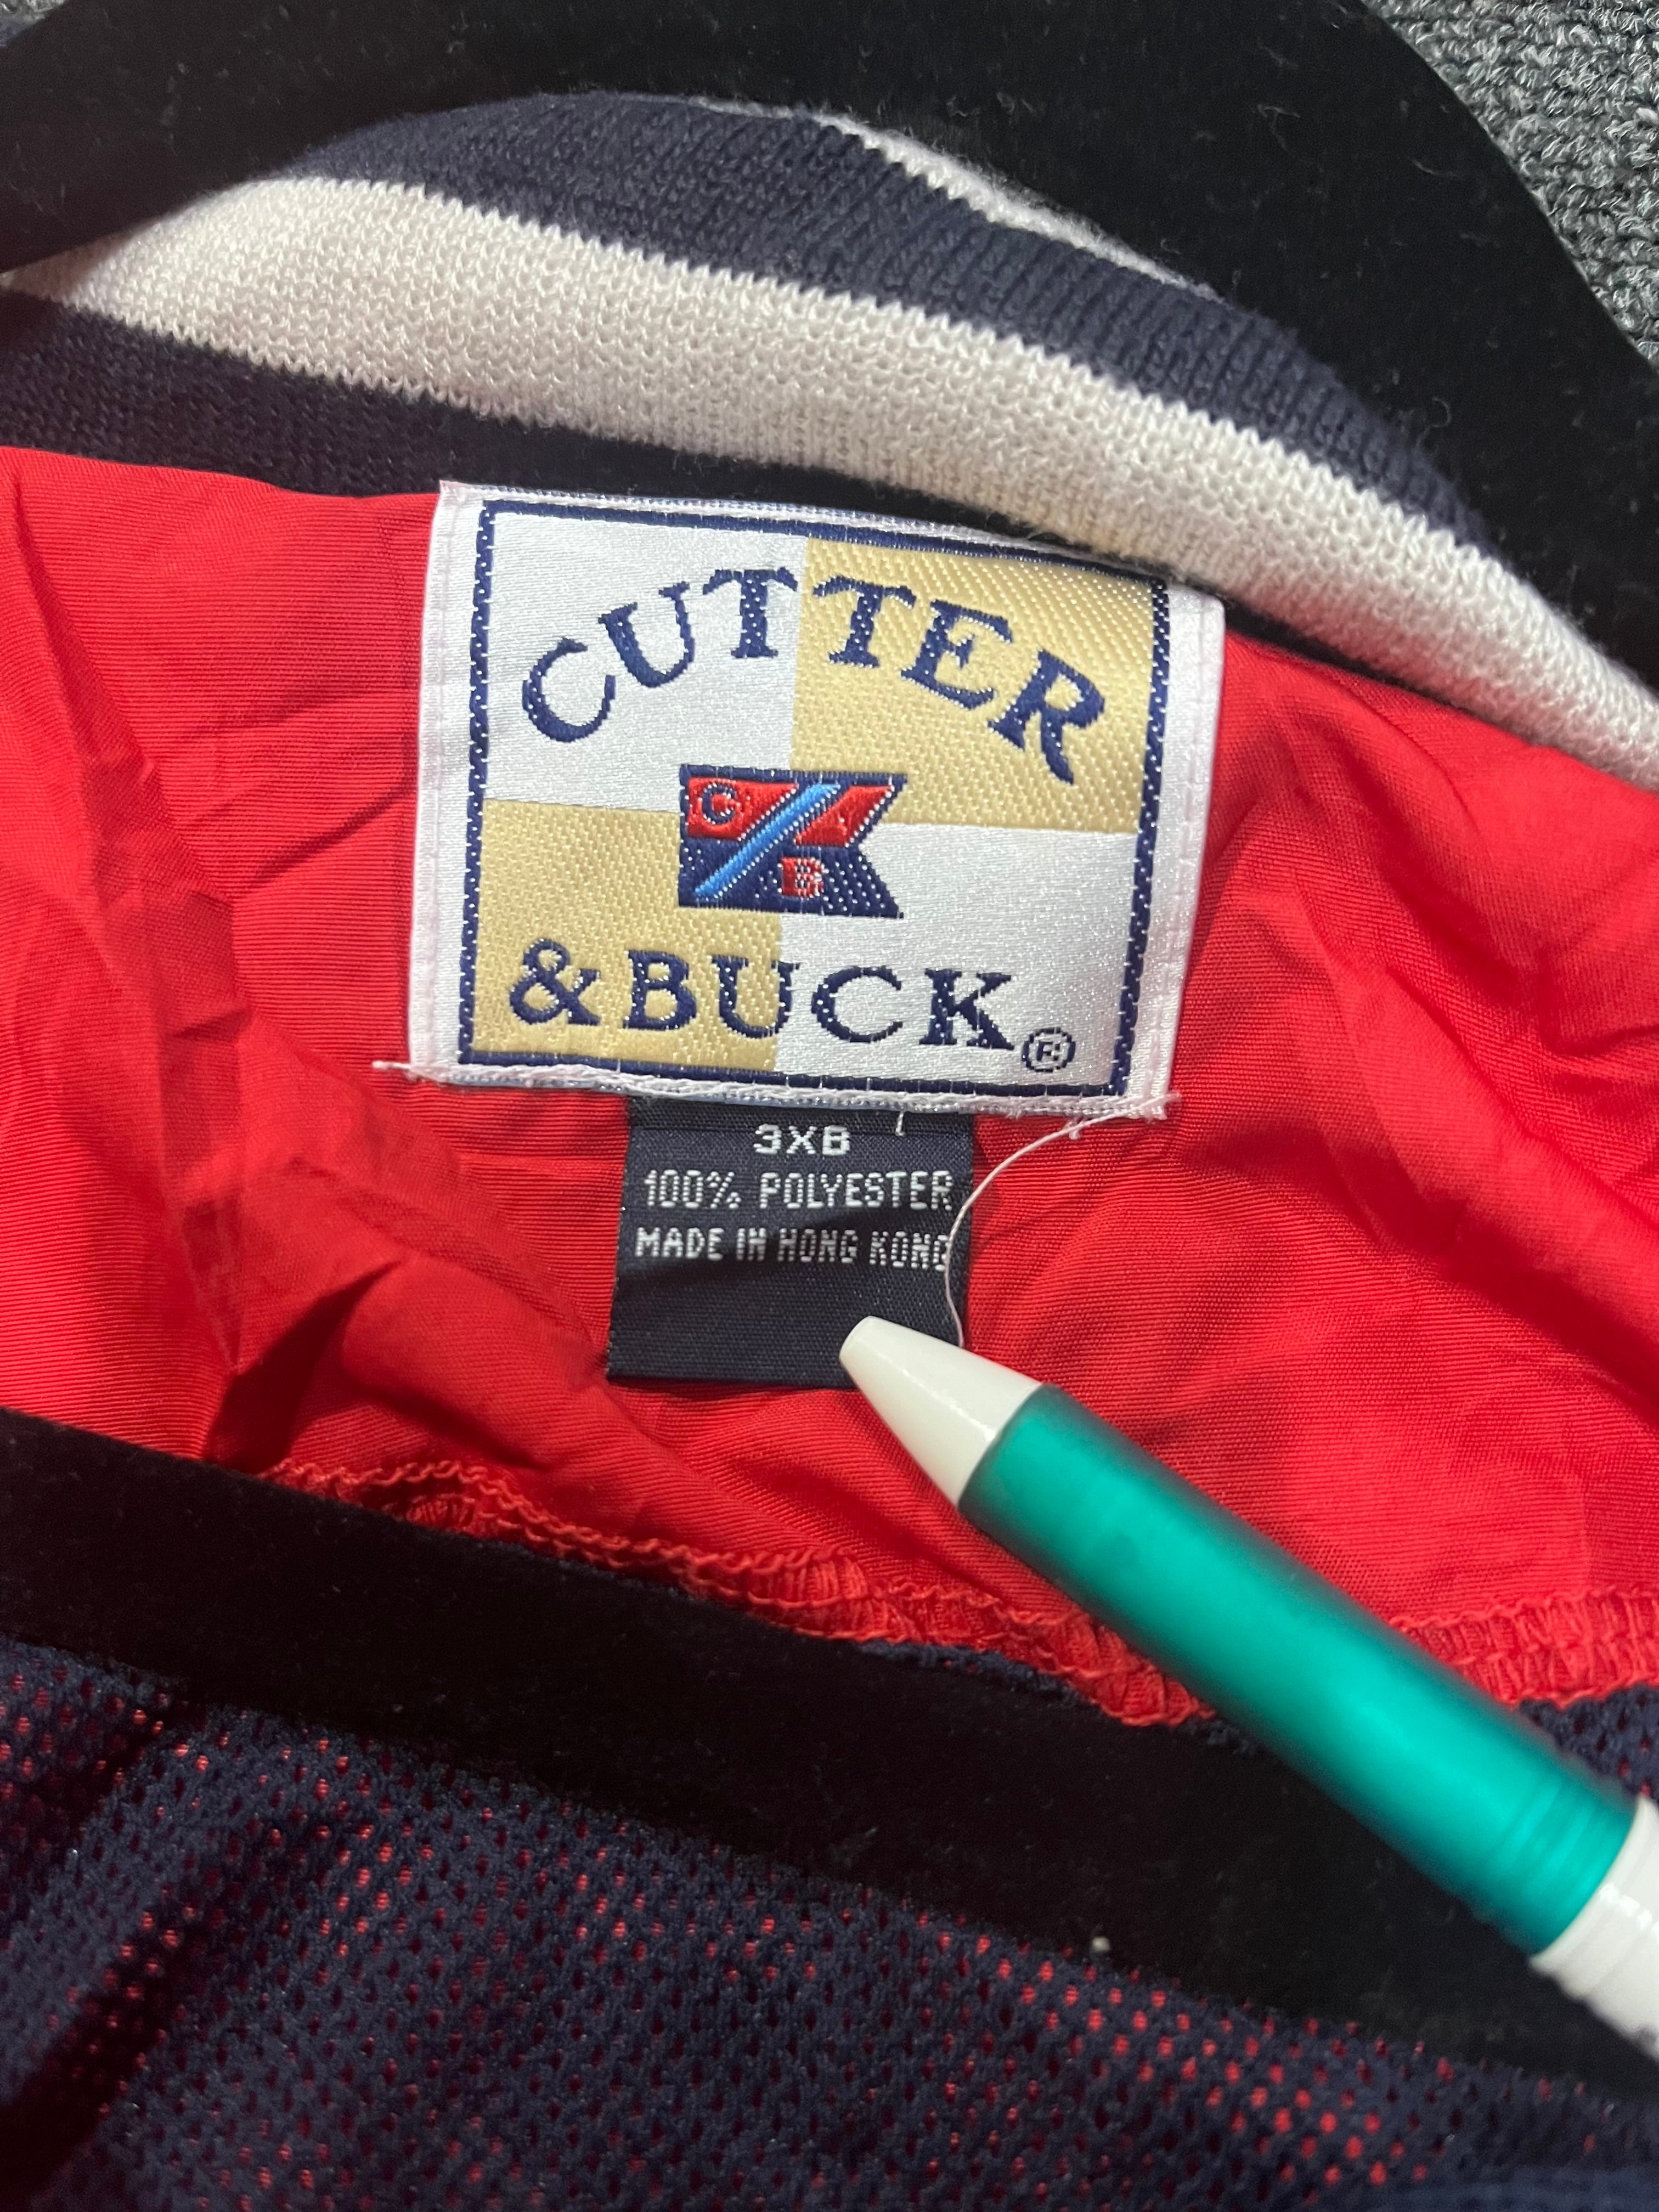 CUTTER
C
B
& BUCK®
3XB
100% POLYESTER
MADE IN HONG KONG